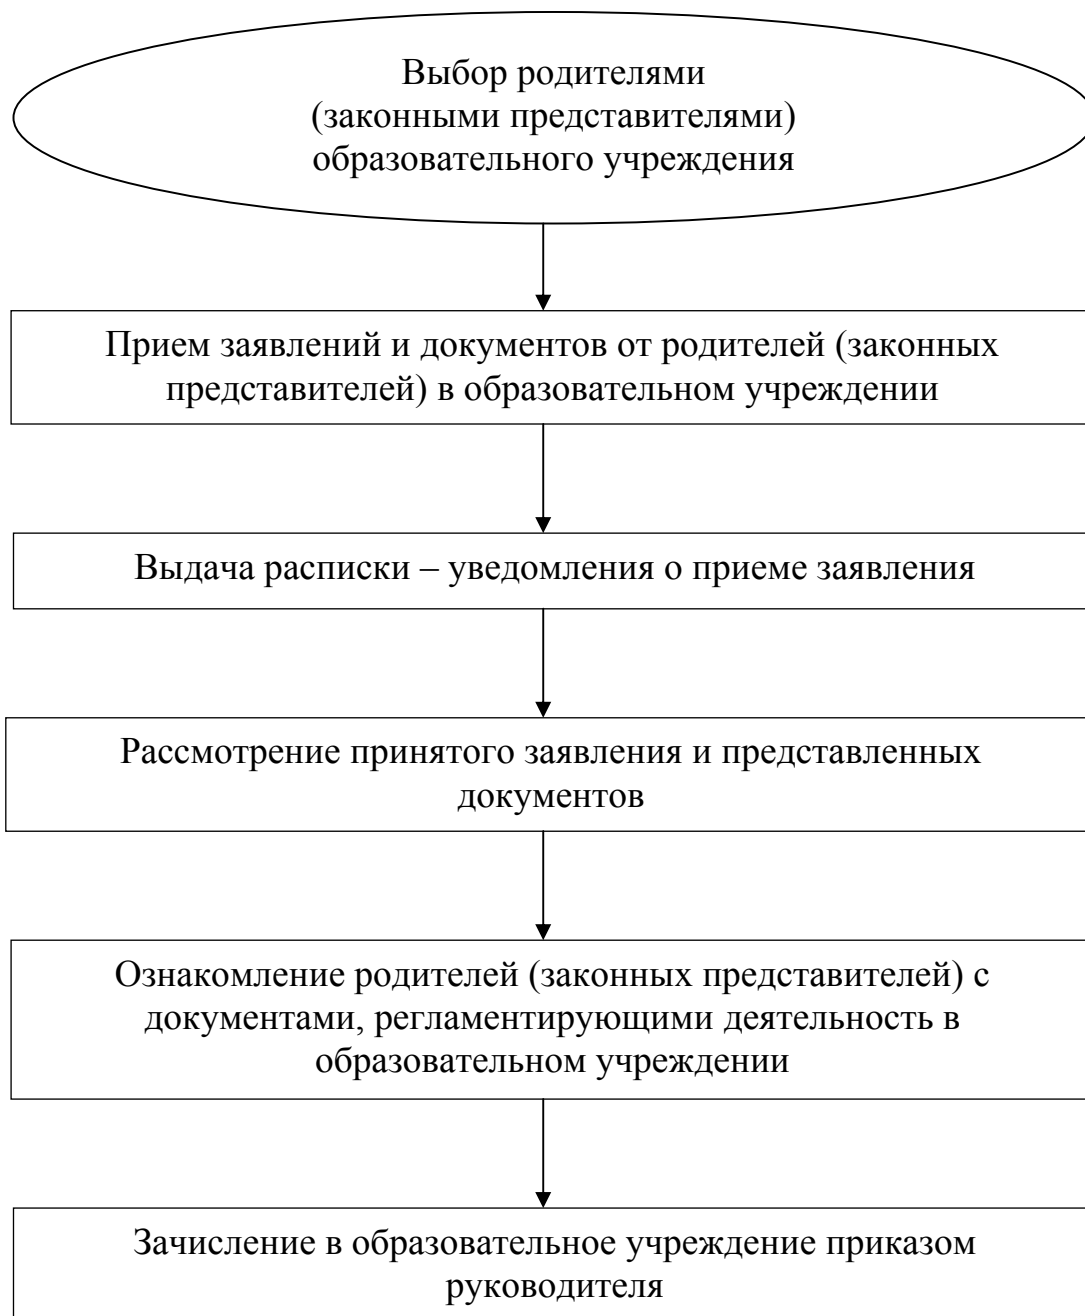 Выбор родителями
(законными представителями)
образовательного учреждения
Прием заявлений и документов от родителей (законных
представителей) в образовательном учреждении
Выдача расписки – уведомления о приеме заявления
Рассмотрение принятого заявления и представленных
документов
Ознакомление родителей (законных представителей) с
документами, регламентирующими деятельность в
образовательном учреждении
Зачисление в образовательное учреждение приказом
руководителя